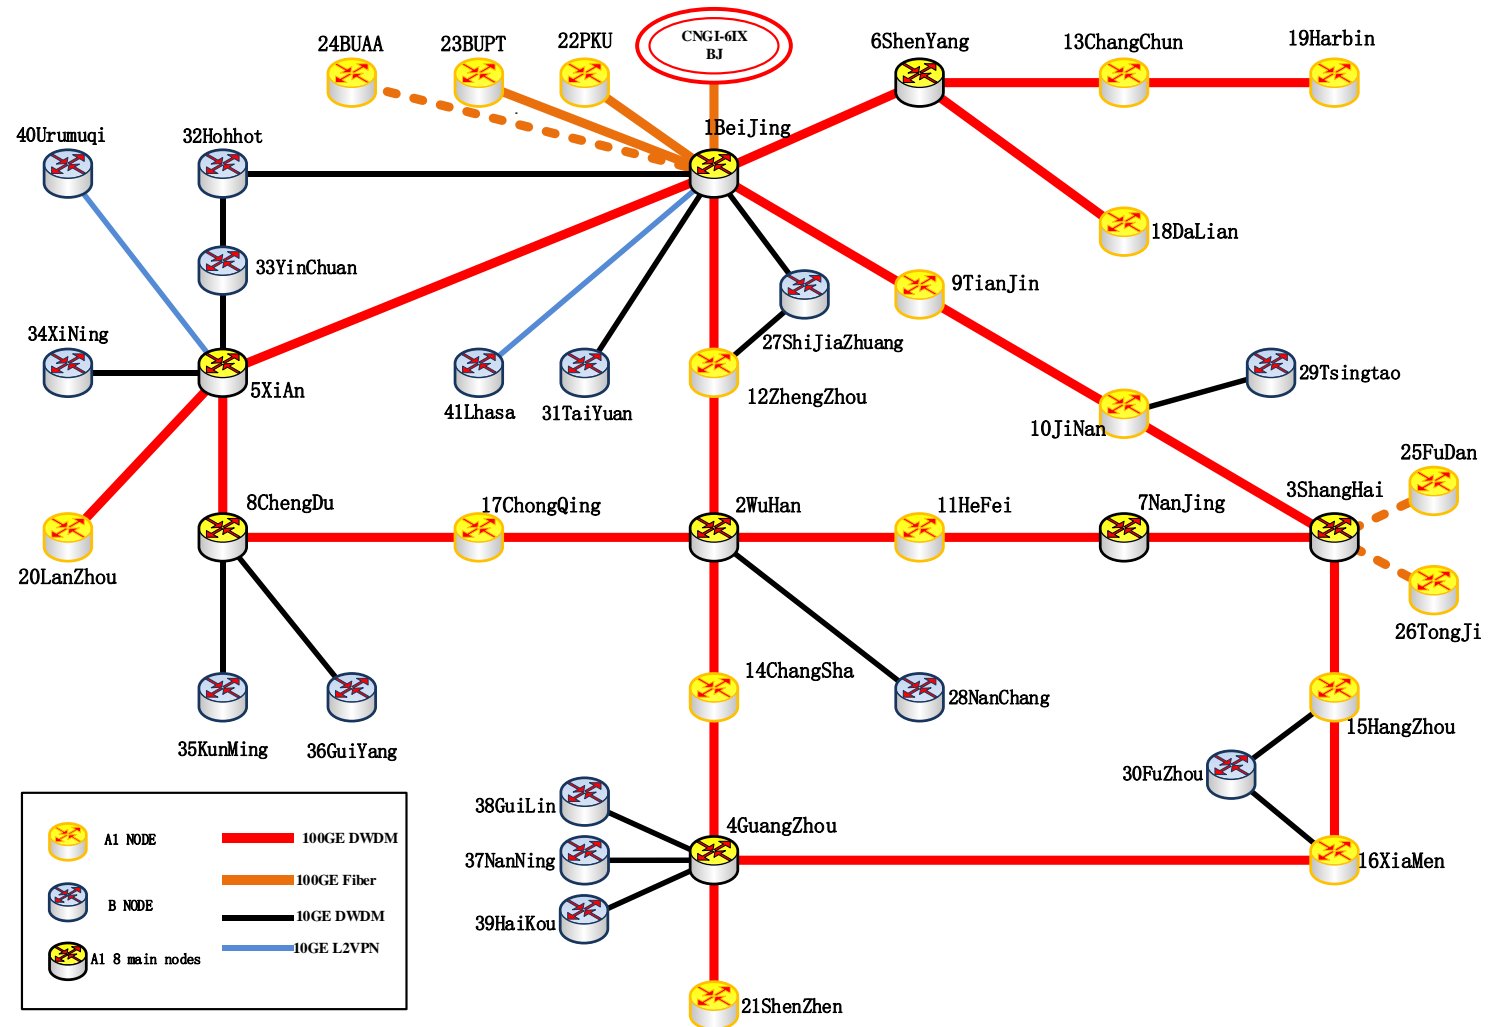 24BUAA
23BUPT
22PKU
CNGI-6IX
BJ
6ShenYang
13ChangChun
19Harbin
40Urumuqi
32Hohhot
1BeiJing
18DaLian
33YinChuan
9TianJin
34XiNing
27ShiJiaZhuang
29Tsingtao
5XiAn
41Lhasa
31TaiYuan
12ZhengZhou
10JiNan
25FuDan
8ChengDu
17ChongQing
2WuHan
11HeFei
7NanJing
3ShangHai
20LanZhou
26TongJi
14ChangSha
28NanChang
15HangZhou
35KunMing
36GuiYang
30FuZhou
38GuiLin
4GuangZhou
37NanNing
16XiaMen
39HaiKou
21ShenZhen
A1 NODE
100GE DWDM
100GE Fiber
B NODE
10GE DWDM
10GE L2VPN
A1 8 main nodes